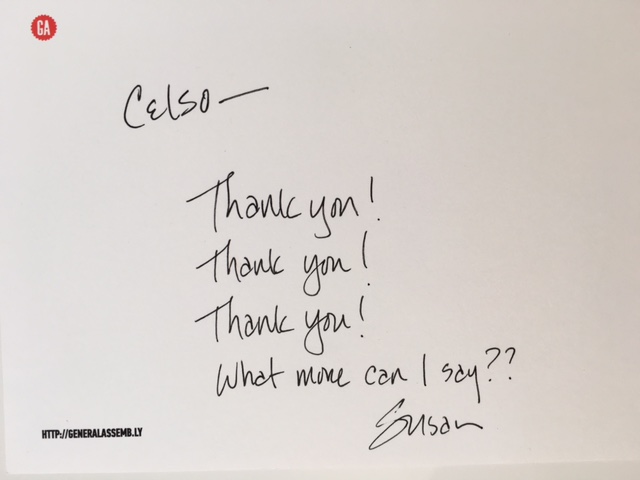 GA
Celso —
Thank you!
Thank you!
Thank you!
What more can I say??
Susan
HTTP://GENERALASSEMB.LY